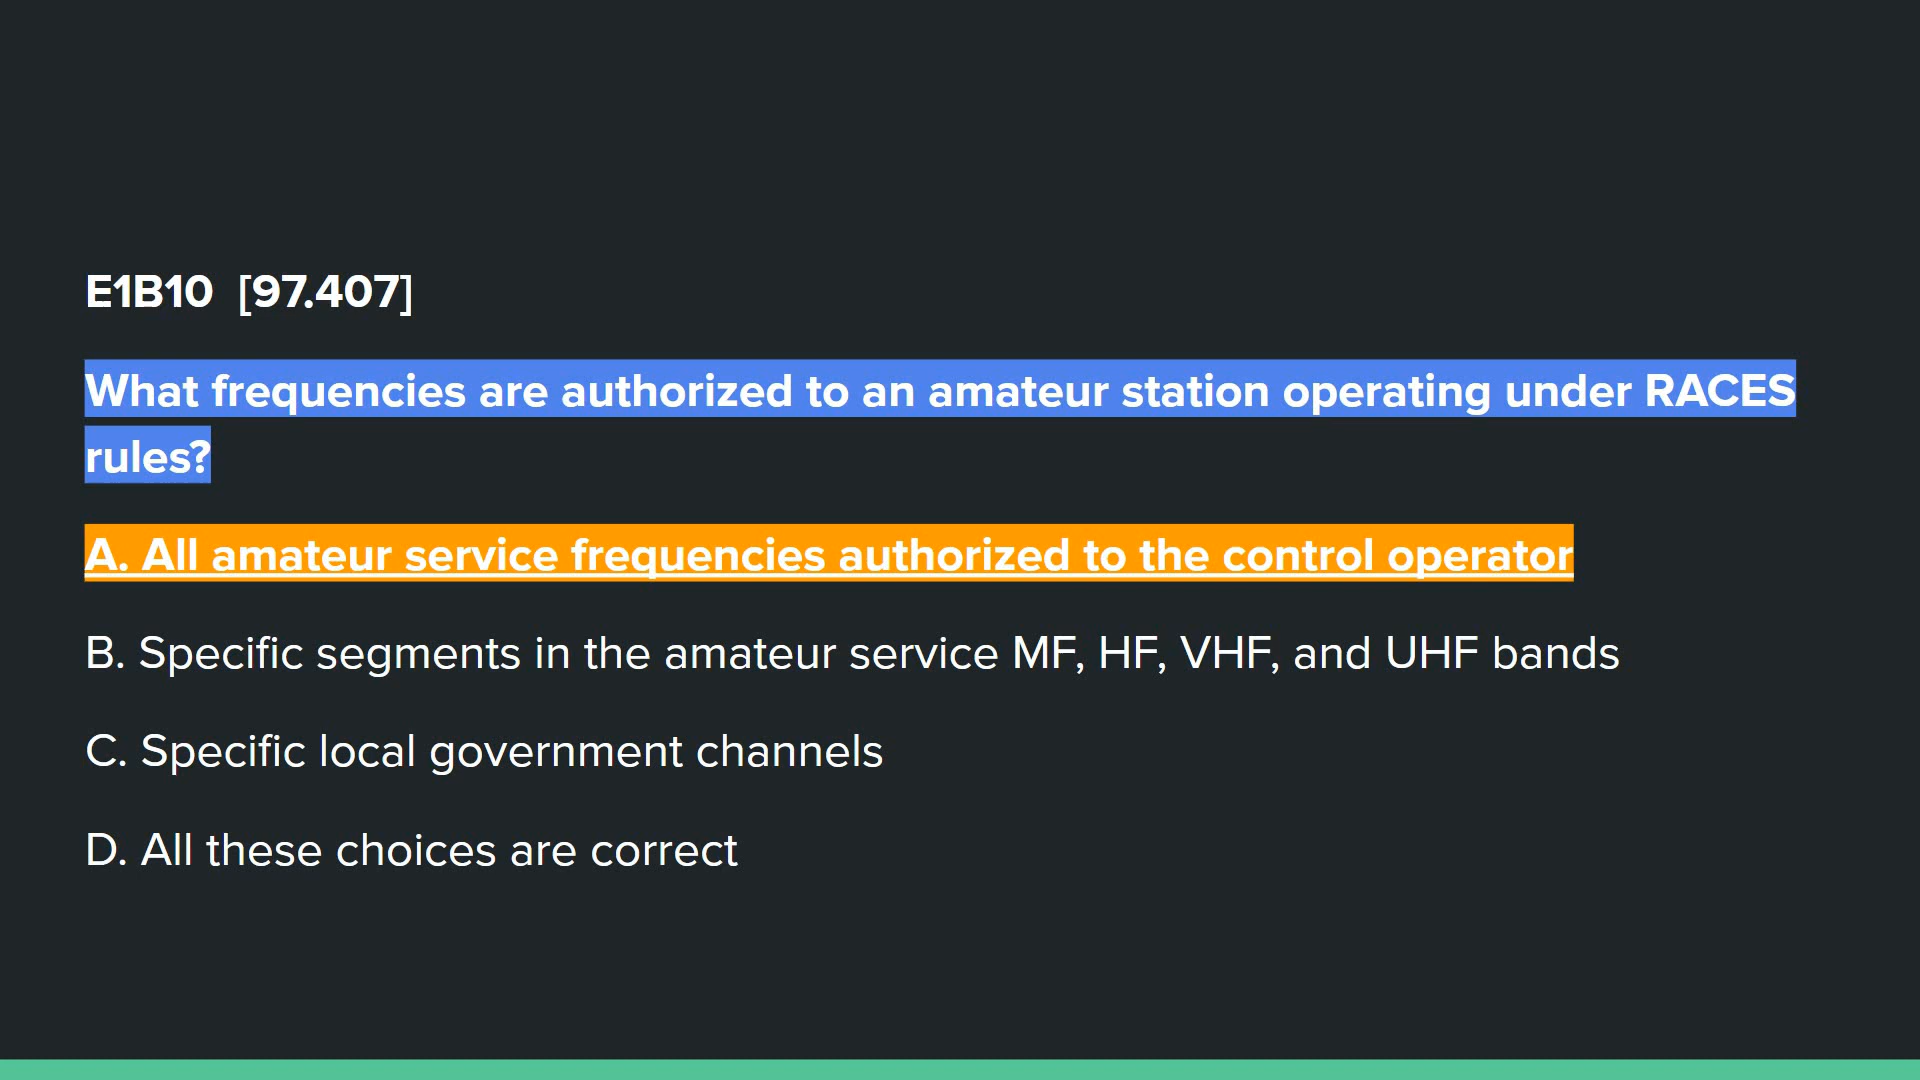 E1B10  [97.407]
What frequencies are authorized to an amateur station operating under RACES
rules?
A. All amateur service frequencies authorized to the control operator
B. Specific segments in the amateur service MF, HF, VHF, and UHF bands
C. Specific local government channels
D. All these choices are correct